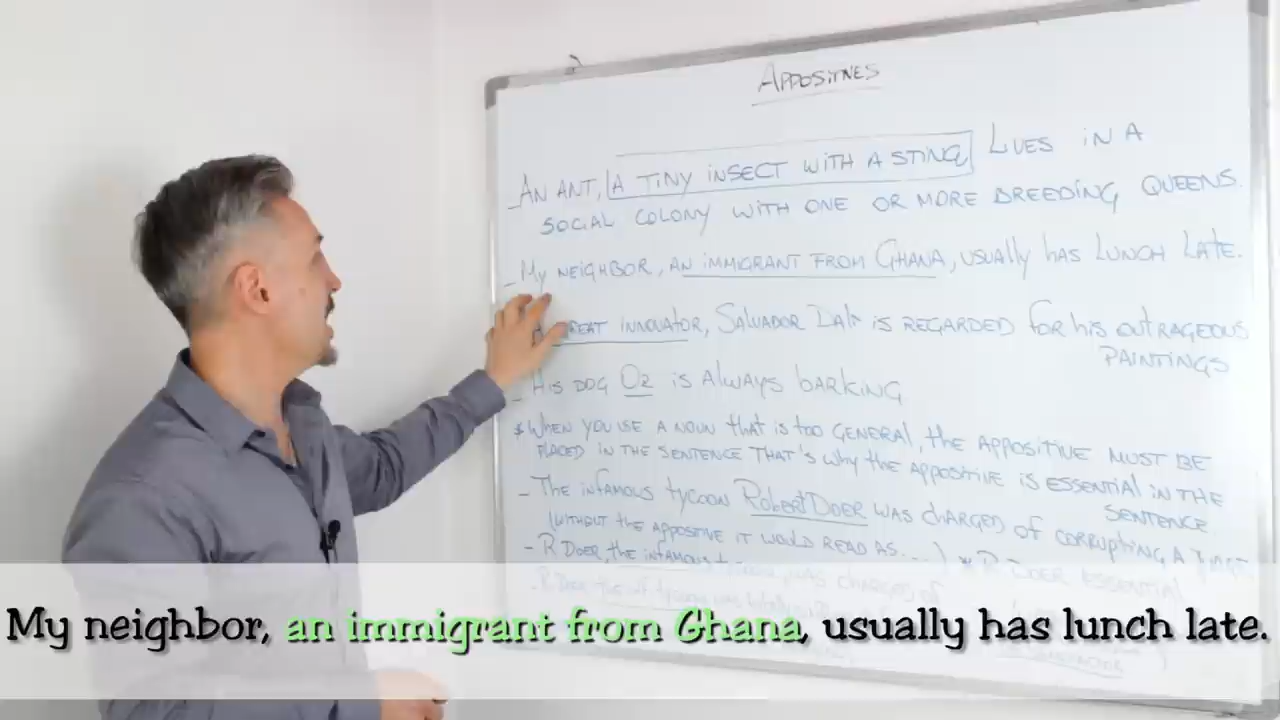 APPOSITIVES
AN ANT, A TINY INSECT WITH A STING, LIVES IN A
SOCIAL COLONY WITH ONE OR MORE BREEDING QUEENS.
- My NEIGHBOR, AN IMMIGRANT FROM GHANA, USUALLY HAS LUNCH LATE.
A GREAT INNOVATOR, SALVADOR DALI IS REGARDED FOR his OUTRAGEOUS
PAINTINGS
- HIS DOG OZ IS ALWAYS BARKING
* WHEN YOU USE A NOUN that is too GENERAL, the APPOSITIVE MUST BE
PLACED IN THE SENTENCE THAT'S why the APPOSITIVE IS ESSENTIAL IN THE
SENTENCE
- The INFAMOUS tycoon Robert Doer WAS CHARGED OF CORRUPTING A
(WITHOUT THE APPOSITIVE IT WOULD READ AS....) * R DOER ESSENTIAL
- R DOER, the INFAMOUS WAS CHARGED OF
My neighbor, an immigrant from Ghana, usually has lunch late.